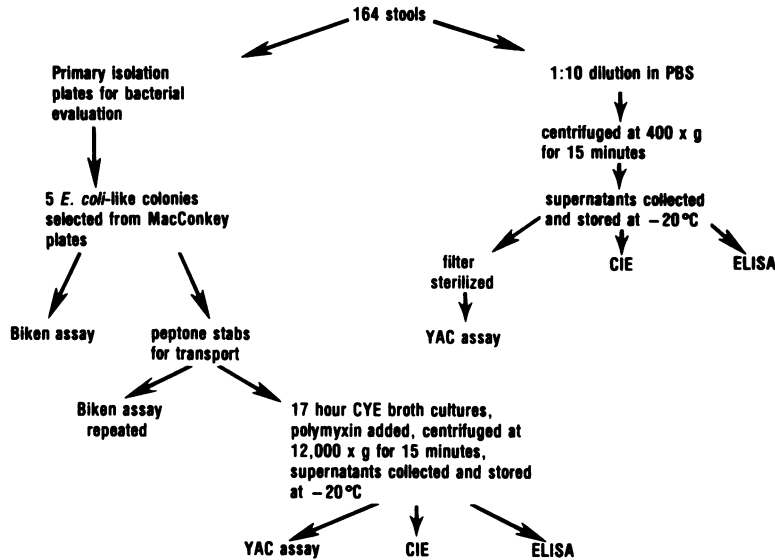 164 stools
Primary isolation
plates for bacterial
evaluation
1:10 dilution in PBS
centrifuged at 400 x g
for 15 minutes
5 E. coli-like colonies
selected from MacConkey
plates
supernatants collected
and stored at −20°C
filter
sterilized
CIE
ELISA
YAC assay
Biken assay
peptone stabs
for transport
Biken assay
repeated
17 hour CYE broth cultures,
polymyxin added, centrifuged at
12,000 x g for 15 minutes,
supernatants collected and stored
at −20°C
YAC assay
CIE
ELISA